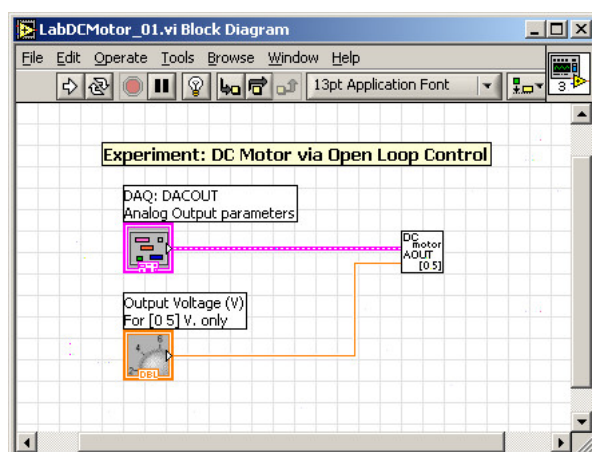 LabDCMotor_01.vi Block Diagram
File Edit Operate Tools Browse Window Help
13pt Application Font
3
Experiment: DC Motor via Open Loop Control
DAQ: DACOUT
Analog Output parameters
DC
motor
AOUT
[0 5]
Output Voltage (V)
For [0 5] V. only
2 4 6
DBL